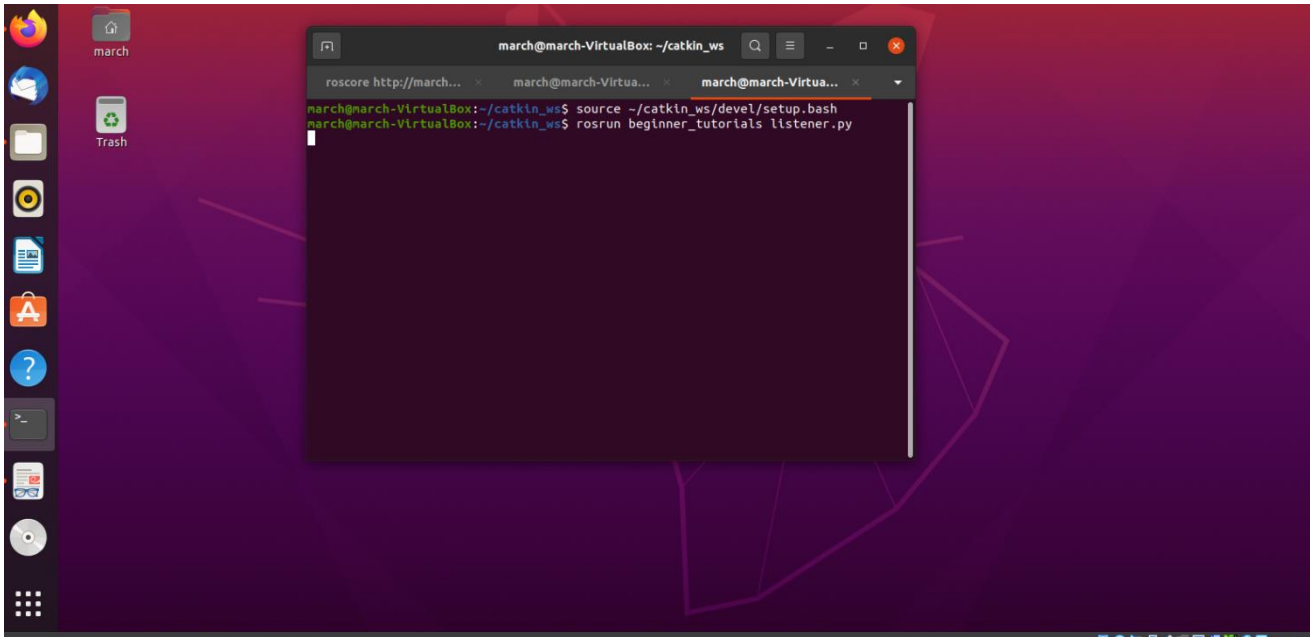 march
Trash
march@march-VirtualBox: ~/catkin_ws
roscore http://march...
march@march-Virtua...
march@march-Virtua...
march@march-VirtualBox:~/catkin_ws$ source ~/catkin_ws/devel/setup.bash
march@march-VirtualBox:~/catkin_ws$ rosrun beginner_tutorials listener.py